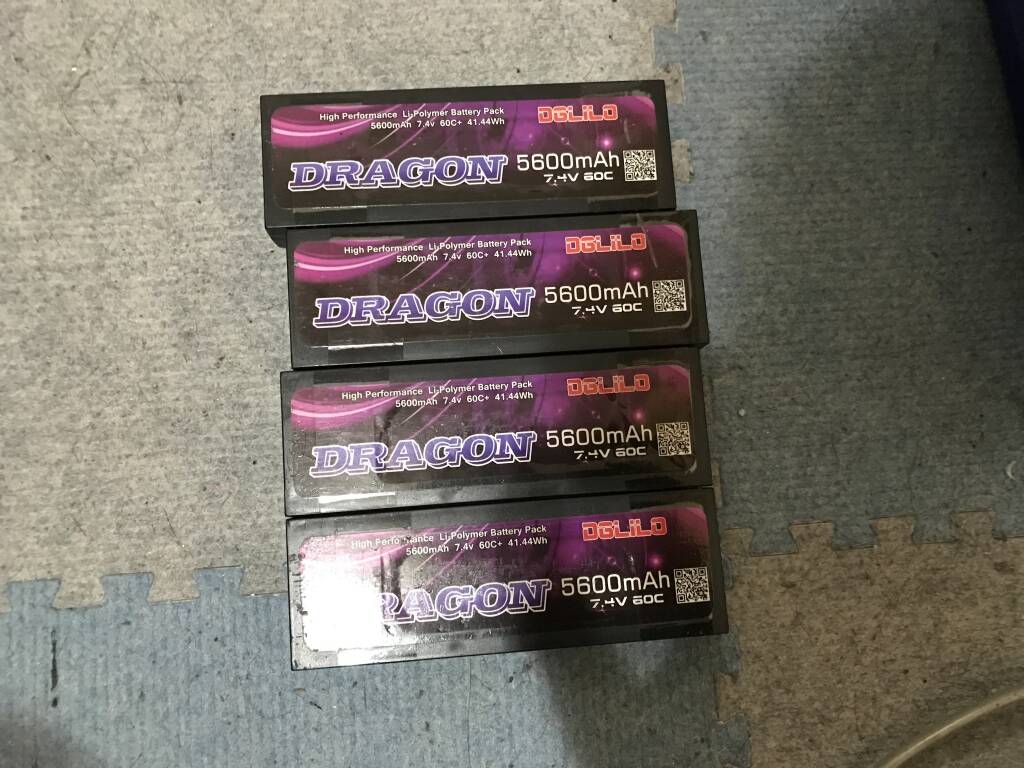 High Performance Li-Polymer Battery Pack
5600mAh 7.4v 60C+ 41.44Wh
DGLiLO
DRAGON
5600mAh
7.4V 60C
High Performance Li-Polymer Battery Pack
5600mAh 7.4v 60C+ 41.44Wh
DGLiLO
DRAGON
5600mAh
7.4V 60C
High Performance Li-Polymer Battery Pack
5600mAh 7.4v 60C+ 41.44Wh
DGLiLO
DRAGON
5600mAh
7.4V 60C
High Performance Li-Polymer Battery Pack
5600mAh 7.4v 60C+ 41.44Wh
DGLiLO
DRAGON
5600mAh
7.4V 60C